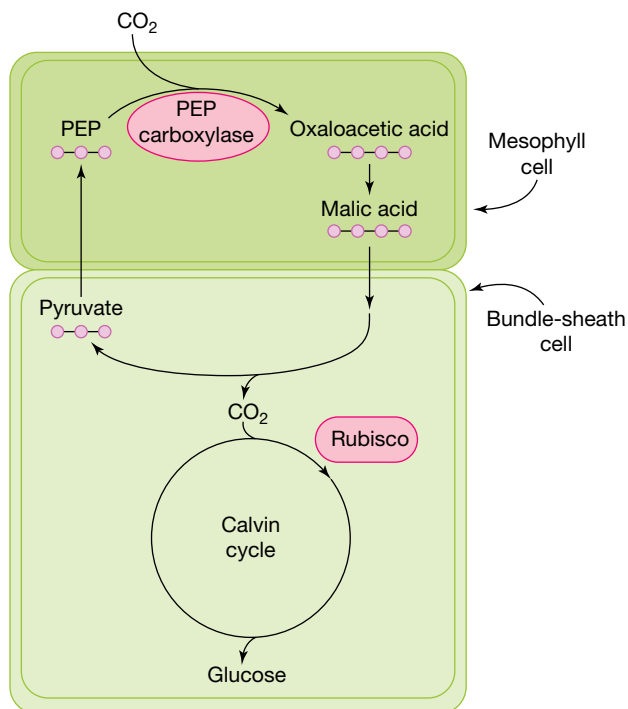 CO₂
PEP
PEP
carboxylase
Oxaloacetic acid
Malic acid
Mesophyll
cell
Pyruvate
Bundle-sheath
cell
CO₂
Rubisco
Calvin
cycle
Glucose